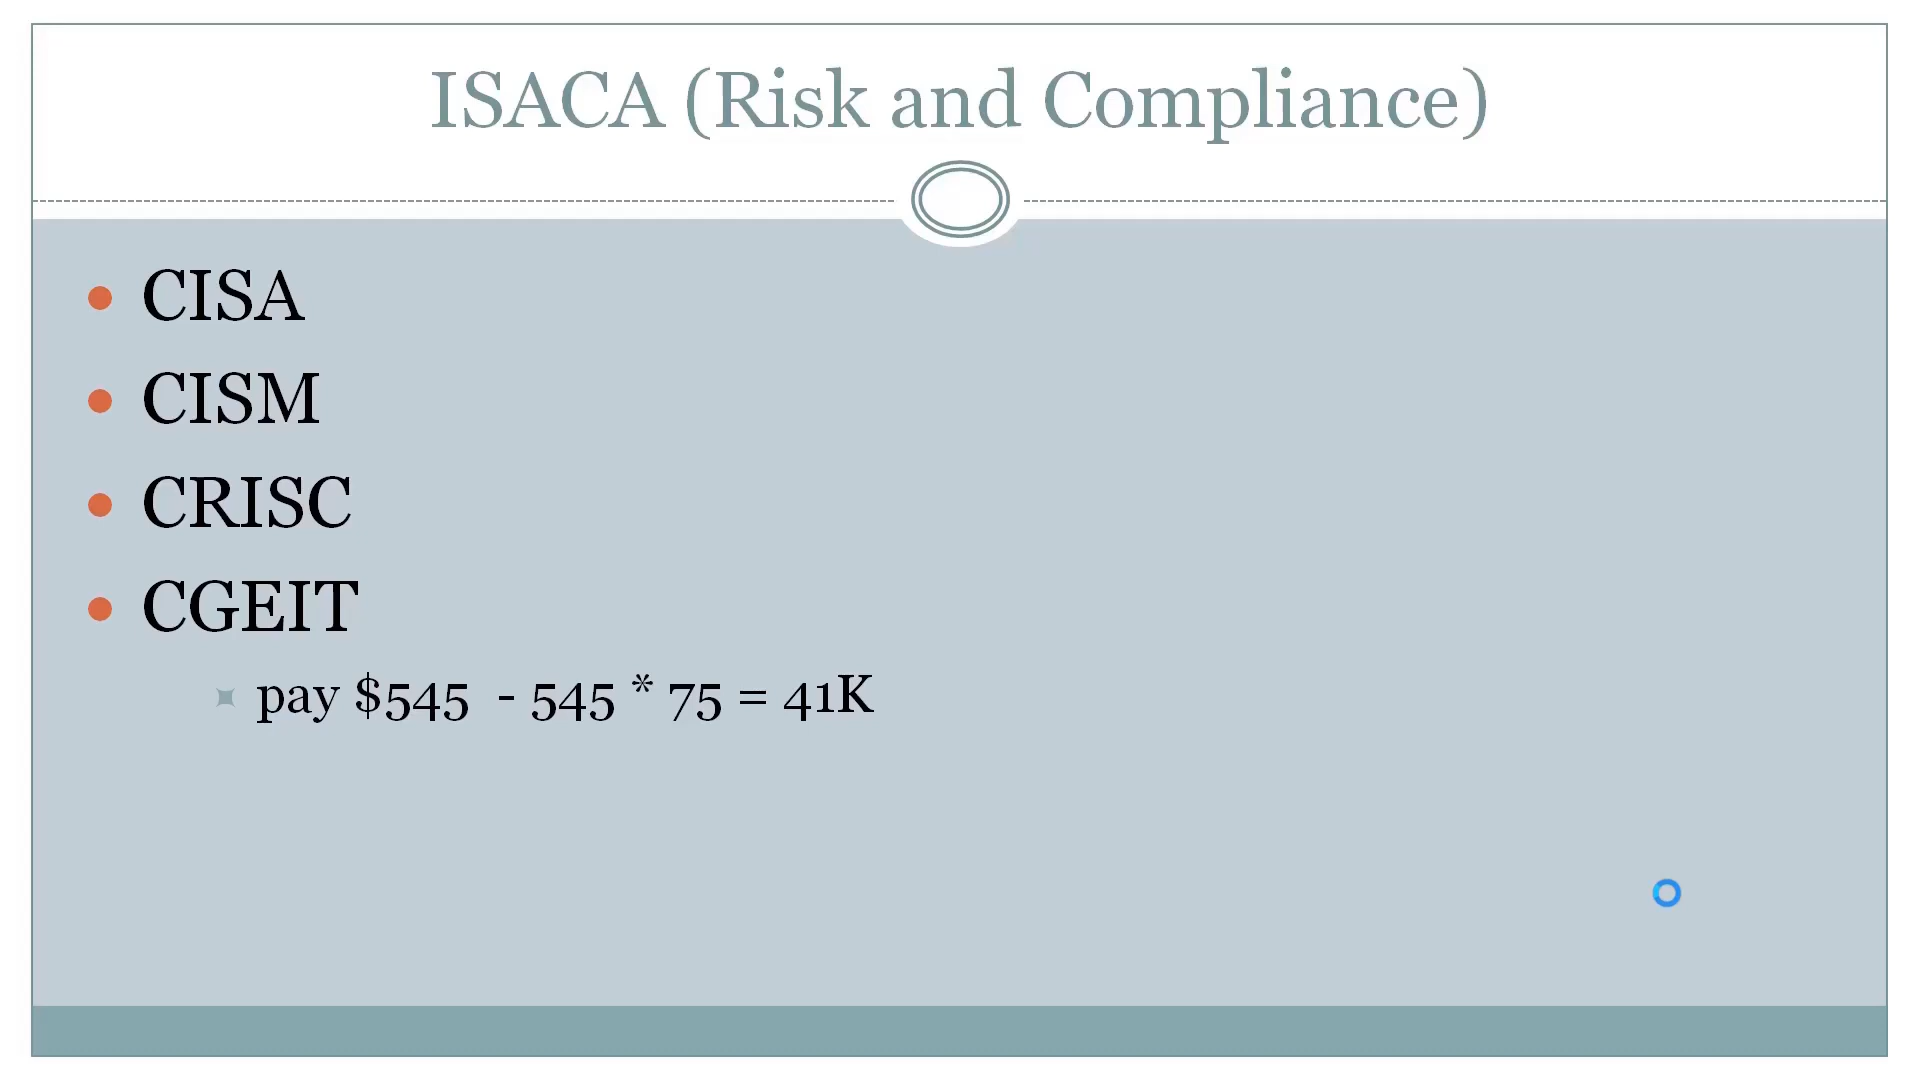 ISACA (Risk and Compliance)
CISA
CISM
CRISC
CGEIT
pay $545 - 545 * 75 = 41K